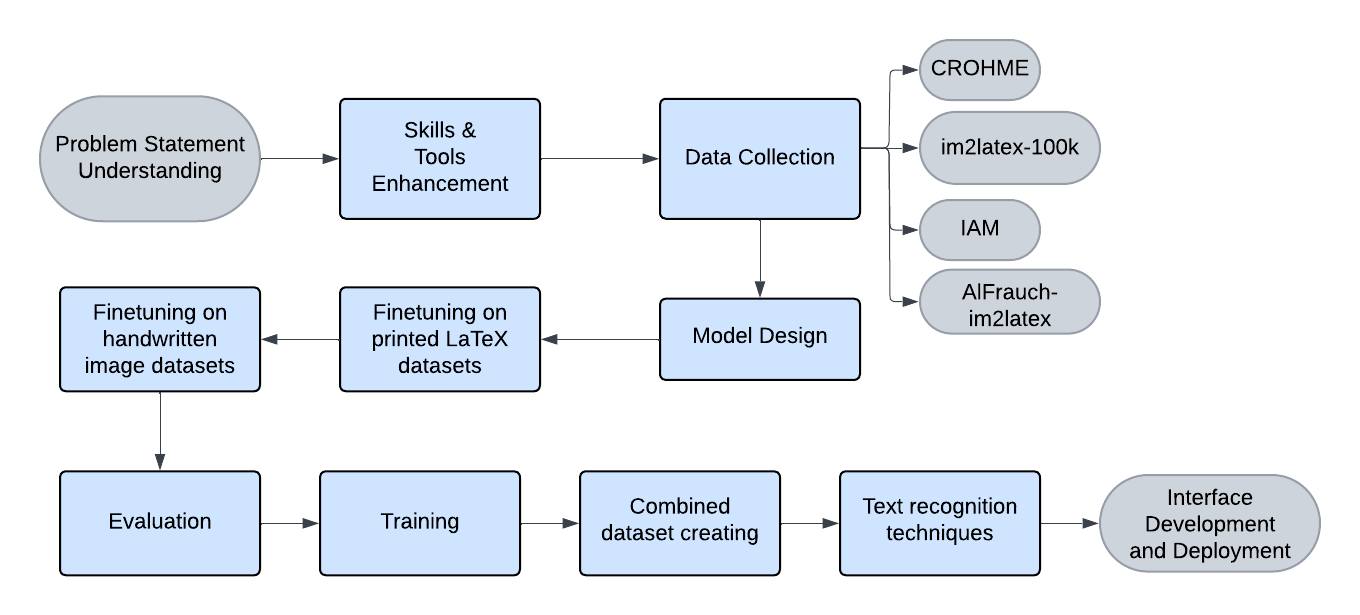 Problem Statement
Understanding
Skills &
Tools
Enhancement
Data Collection
CROHME
im2latex-100k
IAM
AlFrauch-
im2latex
Finetuning on
handwritten
image datasets
Finetuning on
printed LaTeX
datasets
Model Design
Evaluation
Training
Combined
dataset creating
Text recognition
techniques
Interface
Development
and Deployment